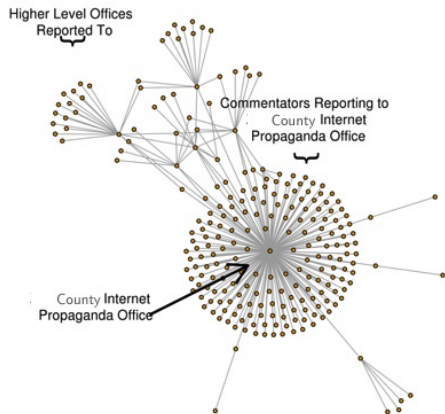 Higher Level Offices
Reported To
Commentators Reporting to
County Internet
Propaganda Office
County Internet
Propaganda Office